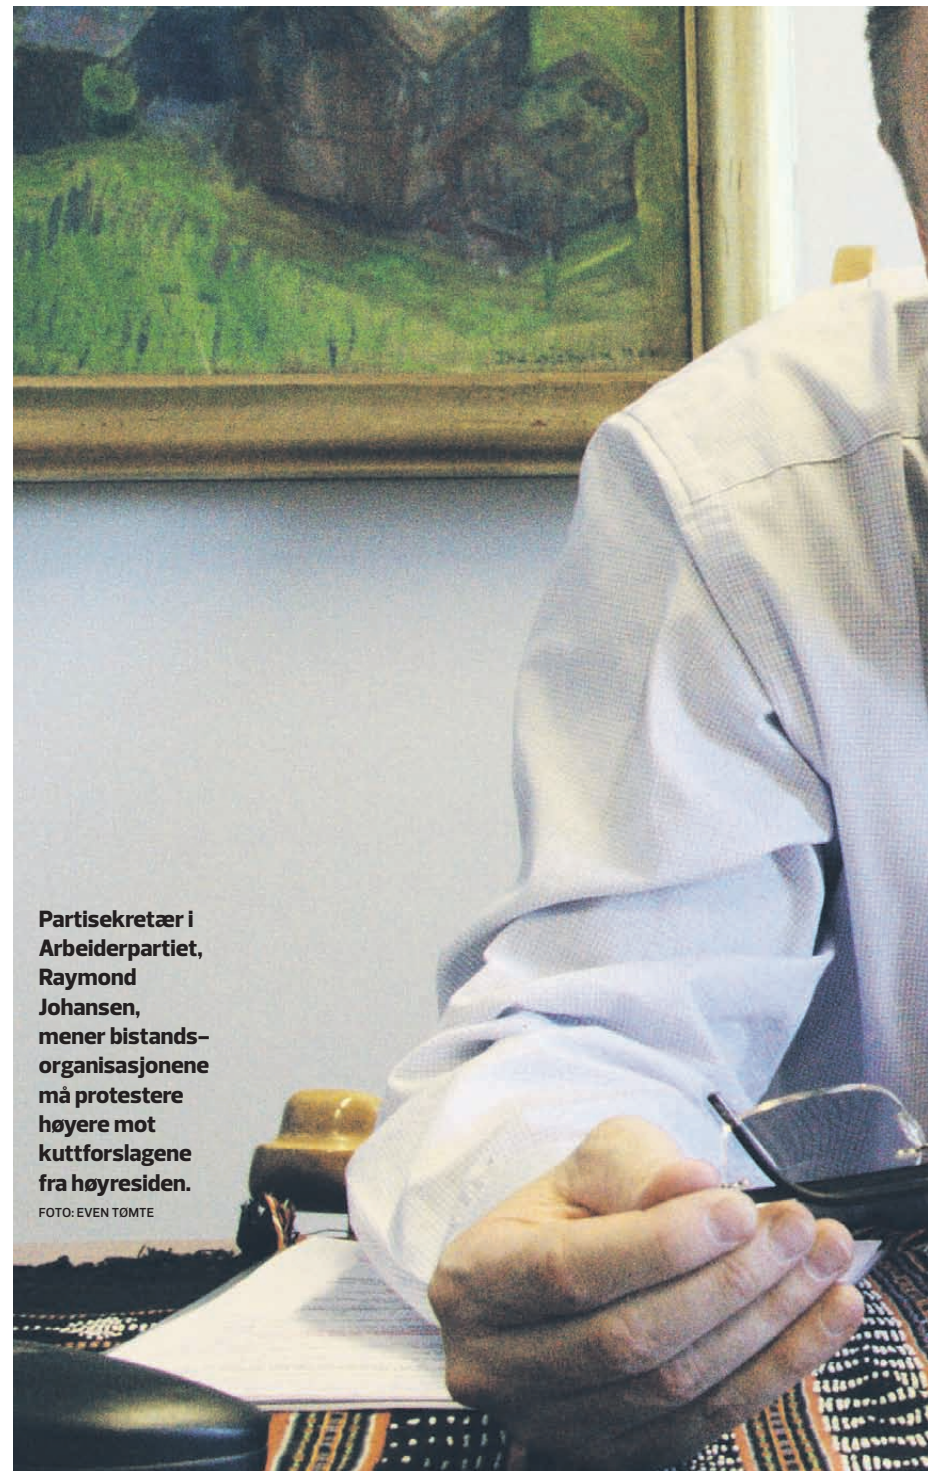 Partisekretær i
Arbeiderpartiet,
Raymond
Johansen,
mener bistands-
organisasjonene
må protestere
høyere mot
kuttforslagene
fra høyresiden.
FOTO: EVEN TØMTE